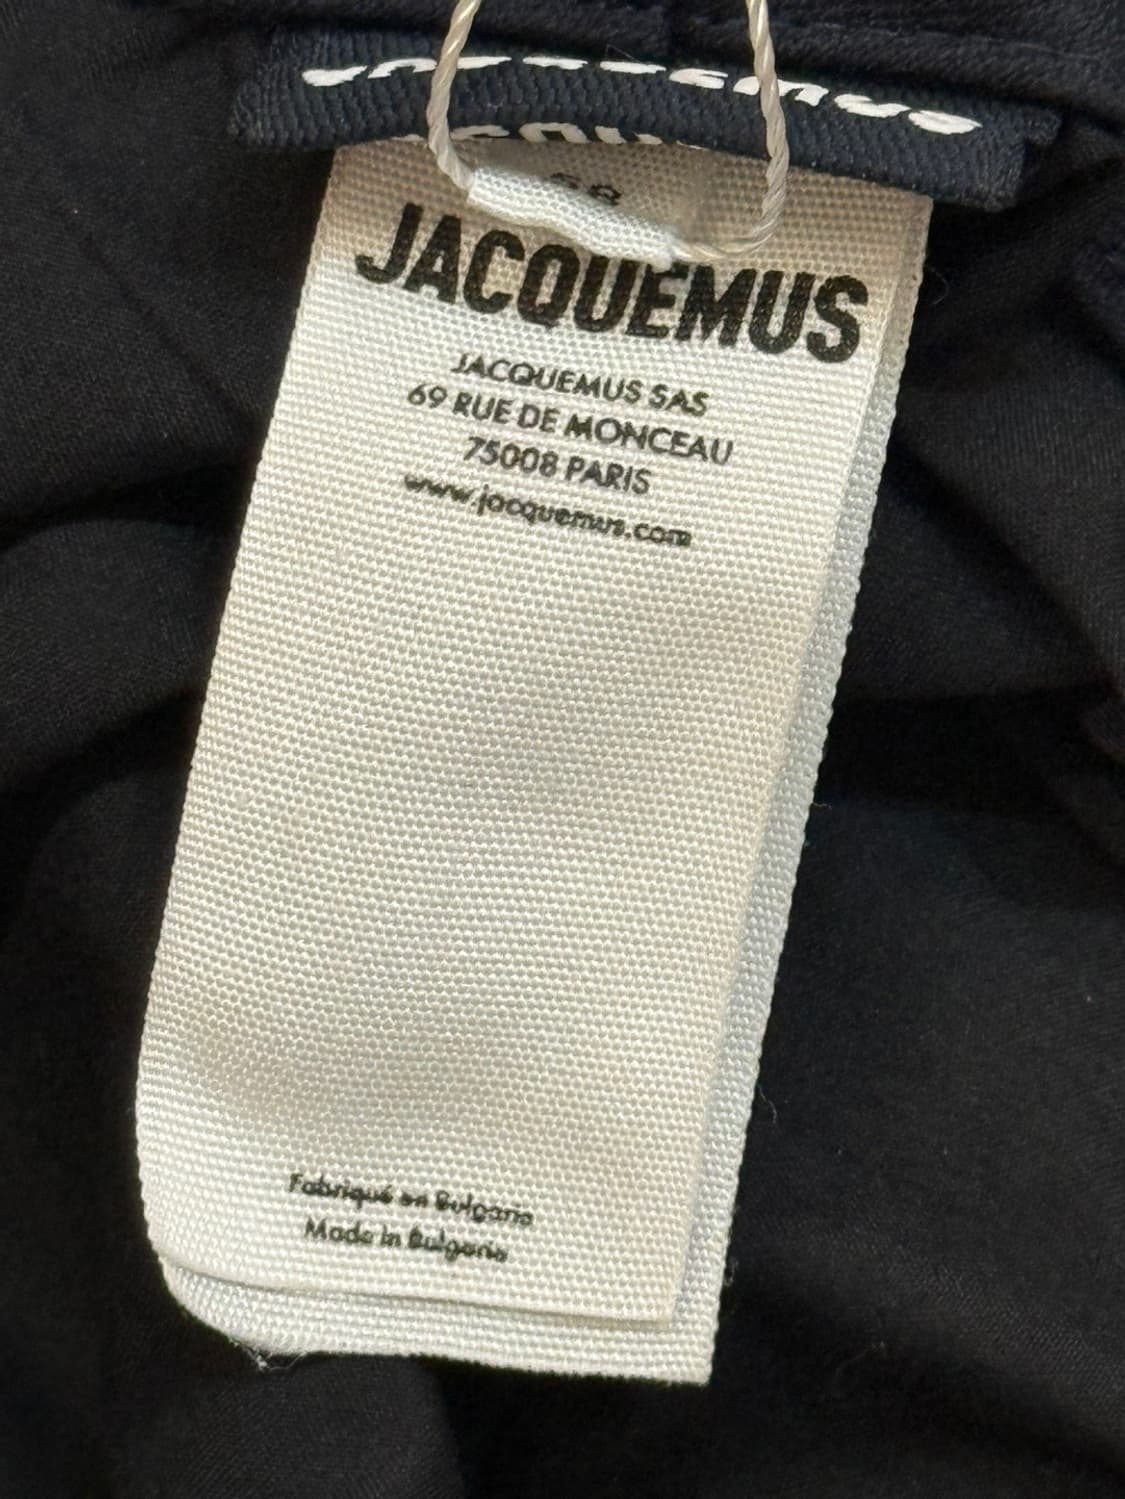 JACQUEMUS
JACQUEMUS SAS
69 RUE DE MONCEAU
75008 PARIS
www.jacquemus.com
Fabriqué en Bulgarie
Made in Bulgaria